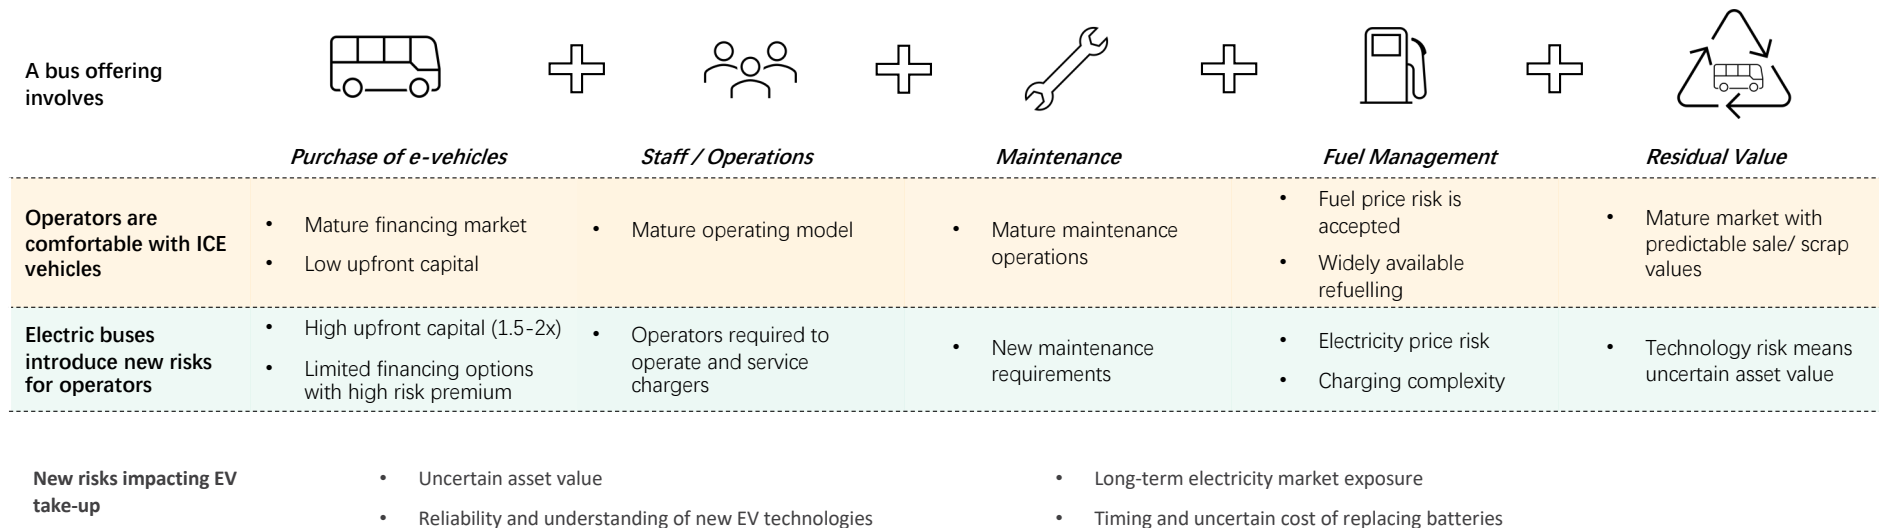 A bus offering
involves
Purchase of e-vehicles
Staff / Operations
Maintenance
Fuel Management
Residual Value
Operators are
comfortable with ICE
vehicles
• Mature financing market
• Low upfront capital
• Mature operating model
• Mature maintenance
operations
• Fuel price risk is
accepted
• Widely available
refuelling
• Mature market with
predictable sale/ scrap
values
Electric buses
introduce new risks
for operators
• High upfront capital (1.5-2x)
• Limited financing options
with high risk premium
• Operators required to
operate and service
chargers
• New maintenance
requirements
• Electricity price risk
• Charging complexity
• Technology risk means
uncertain asset value
New risks impacting EV
take-up
• Uncertain asset value
• Reliability and understanding of new EV technologies
• Long-term electricity market exposure
• Timing and uncertain cost of replacing batteries